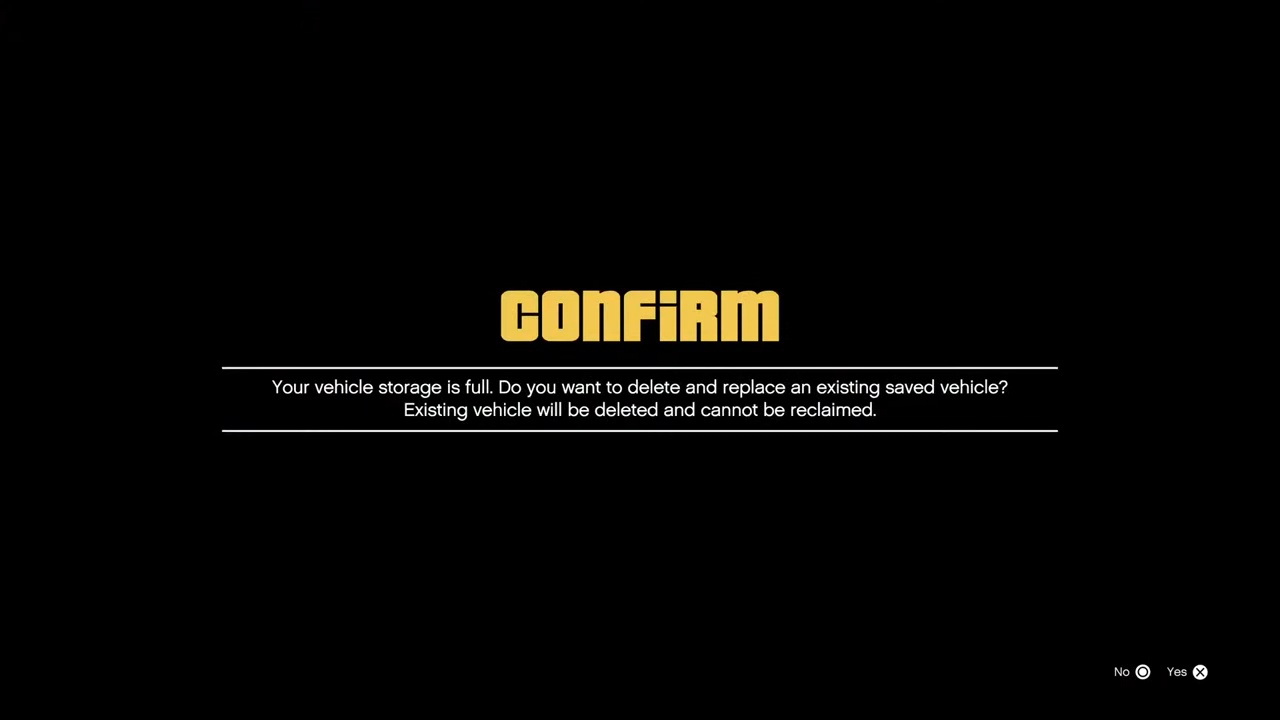 CONFiRM
Your vehicle storage is full. Do you want to delete and replace an existing saved vehicle?
Existing vehicle will be deleted and cannot be reclaimed.
No Yes